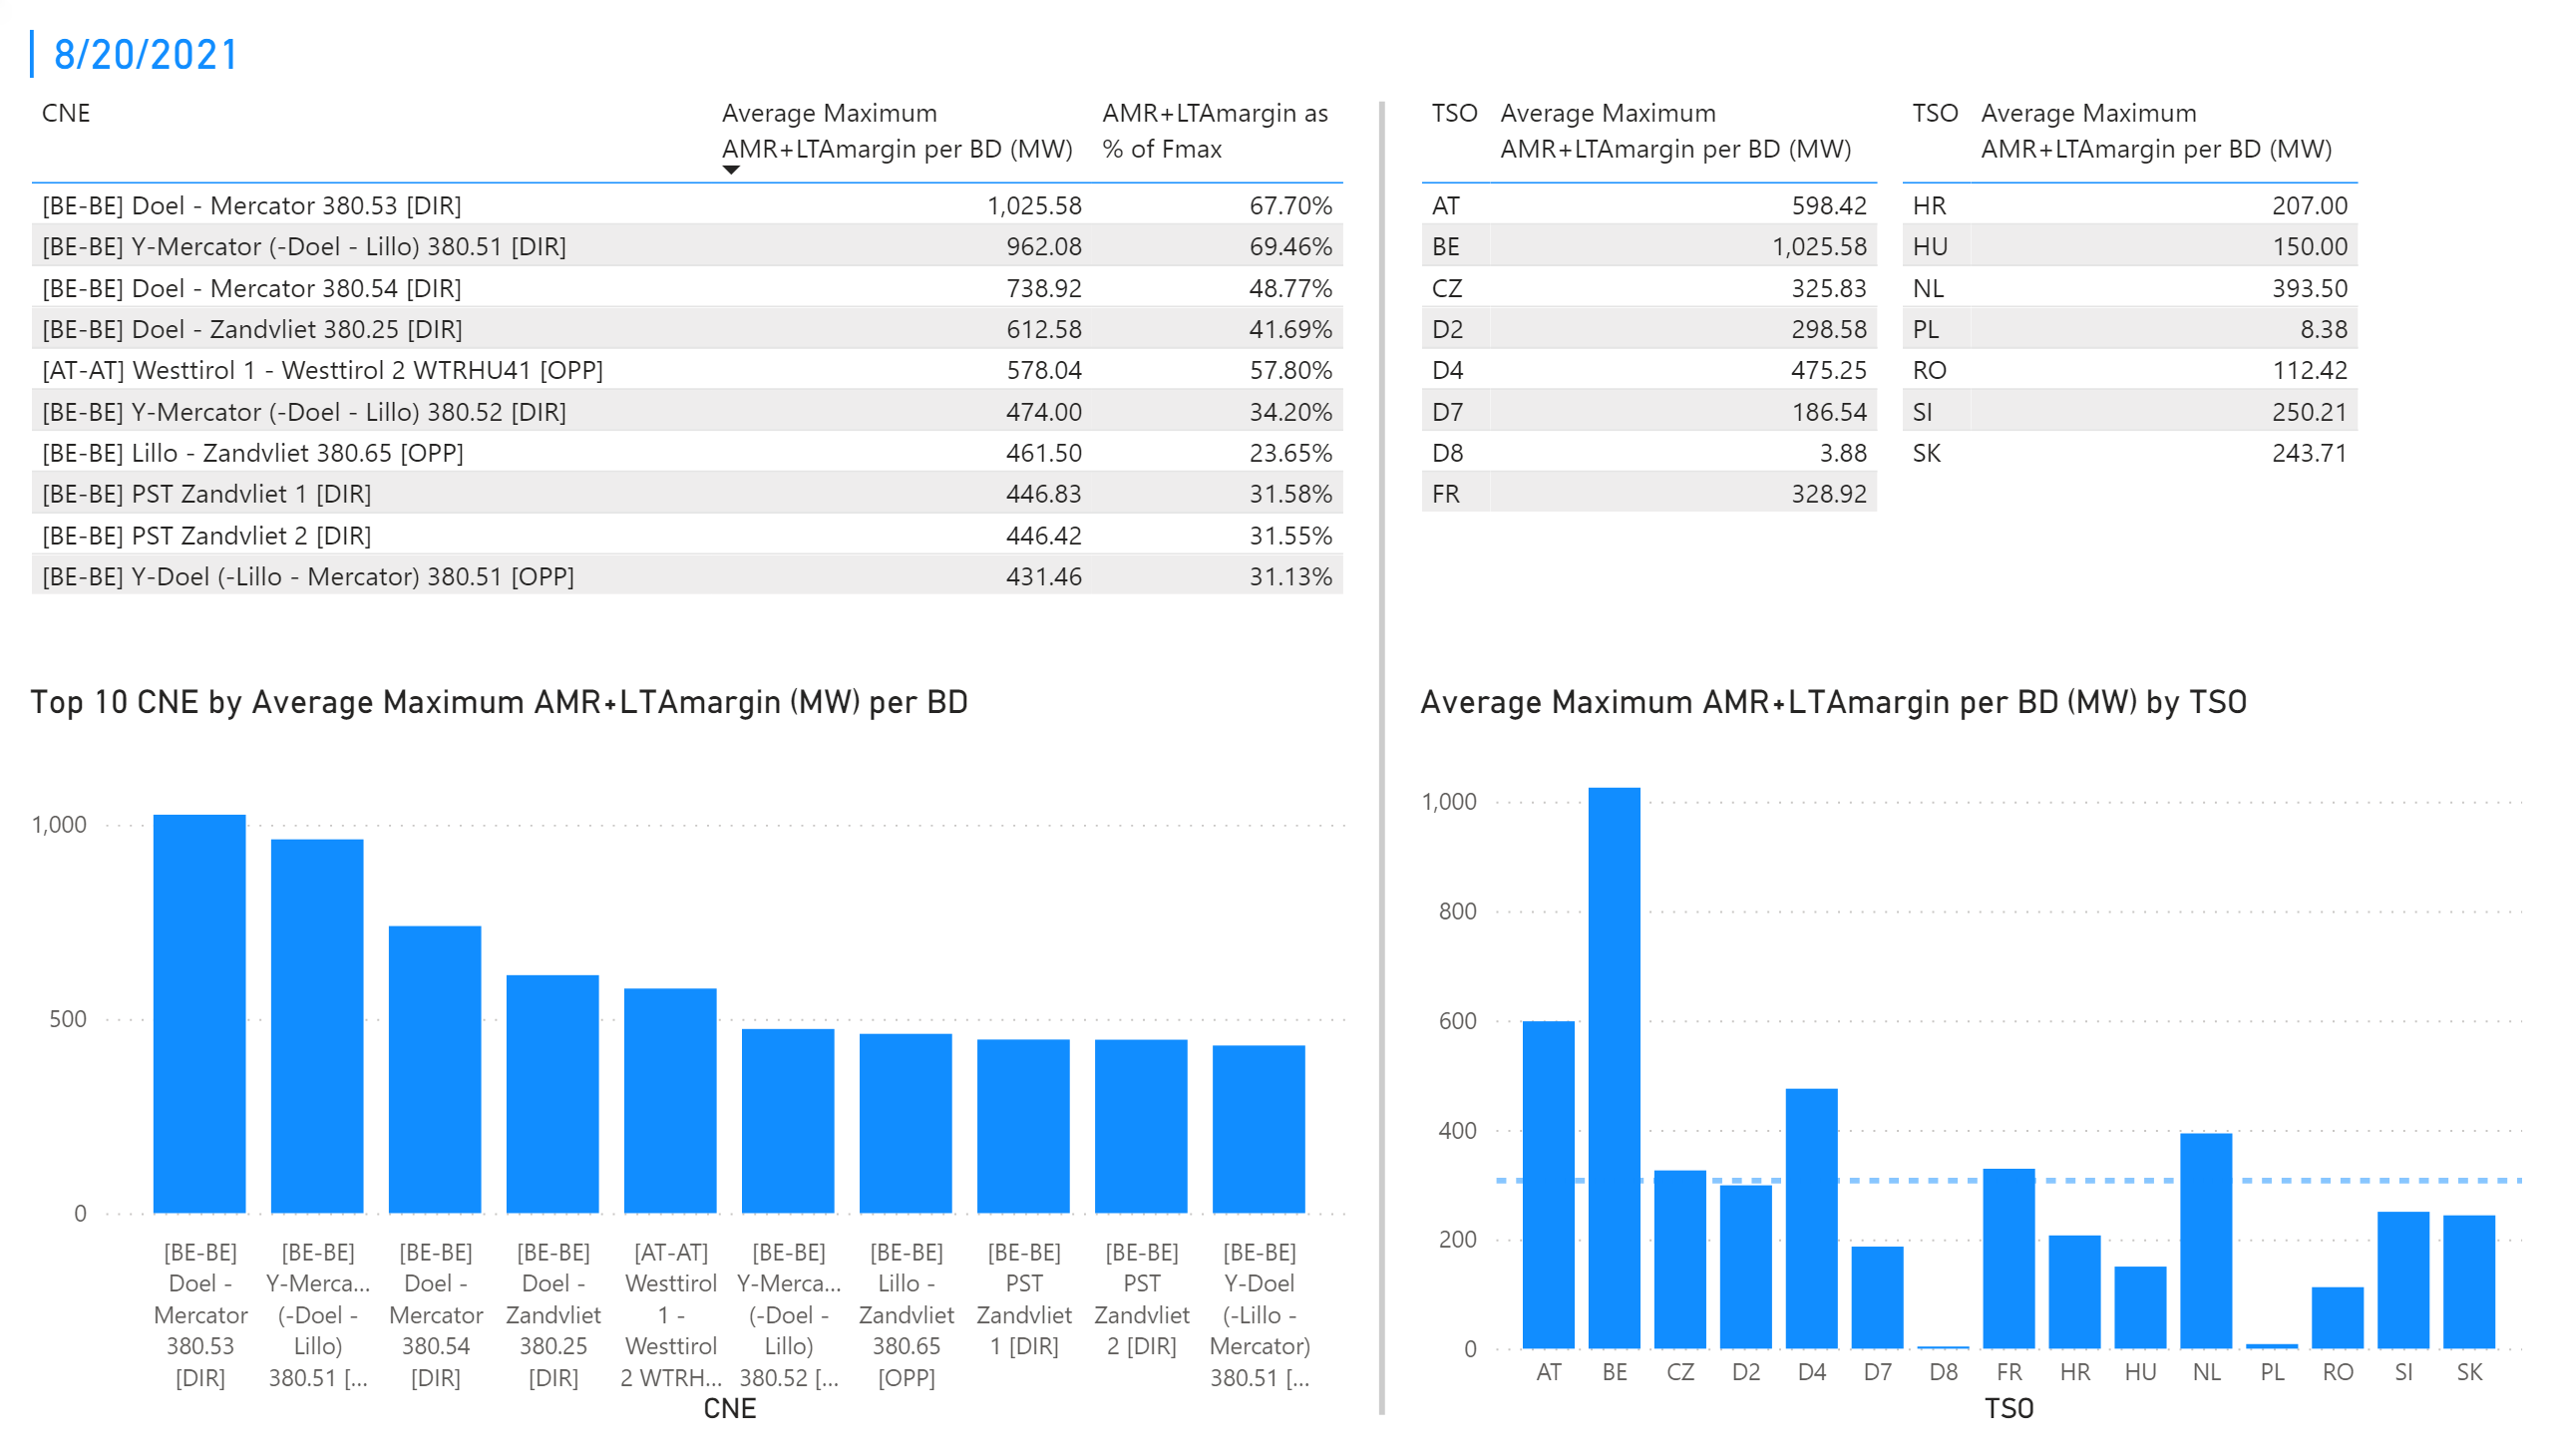 8/20/2021
CNE
Average Maximum
AMR+LTAmargin per BD (MW)
AMR+LTAmargin as
% of Fmax
[BE-BE] Doel - Mercator 380.53 [DIR] 1,025.58 67.70%
[BE-BE] Y-Mercator (-Doel - Lillo) 380.51 [DIR] 962.08 69.46%
[BE-BE] Doel - Mercator 380.54 [DIR] 738.92 48.77%
[BE-BE] Doel - Zandvliet 380.25 [DIR] 612.58 41.69%
[AT-AT] Westtirol 1 - Westtirol 2 WTRHU41 [OPP] 578.04 57.80%
[BE-BE] Y-Mercator (-Doel - Lillo) 380.52 [DIR] 474.00 34.20%
[BE-BE] Lillo - Zandvliet 380.65 [OPP] 461.50 23.65%
[BE-BE] PST Zandvliet 1 [DIR] 446.83 31.58%
[BE-BE] PST Zandvliet 2 [DIR] 446.42 31.55%
[BE-BE] Y-Doel (-Lillo - Mercator) 380.51 [OPP] 431.46 31.13%
TSO
Average Maximum
AMR+LTAmargin per BD (MW)
AT 598.42
BE 1,025.58
CZ 325.83
D2 298.58
D4 475.25
D7 186.54
D8 3.88
FR 328.92
TSO
Average Maximum
AMR+LTAmargin per BD (MW)
HR 207.00
HU 150.00
NL 393.50
PL 8.38
RO 112.42
SI 250.21
SK 243.71
Top 10 CNE by Average Maximum AMR+LTAmargin (MW) per BD
1,000
500
0
[BE-BE]
Doel -
Mercator
380.53
[DIR]
[BE-BE]
Y-Merca...
(-Doel -
Lillo)
380.51 [...
[BE-BE]
Doel -
Mercator
380.54
[DIR]
[BE-BE]
Doel -
Zandvliet
380.25
[DIR]
[AT-AT]
Westtirol
1 -
Westtirol
2 WTRH...
[BE-BE]
Y-Merca...
(-Doel -
Lillo)
380.52 [...
[BE-BE]
Lillo -
Zandvliet
380.65
[OPP]
[BE-BE]
PST
Zandvliet
1 [DIR]
[BE-BE]
PST
Zandvliet
2 [DIR]
[BE-BE]
Y-Doel
(-Lillo -
Mercator)
380.51 [...
CNE
Average Maximum AMR+LTAmargin per BD (MW) by TSO
1,000
800
600
400
200
0
AT BE CZ D2 D4 D7 D8 FR HR HU NL PL RO SI SK
TSO